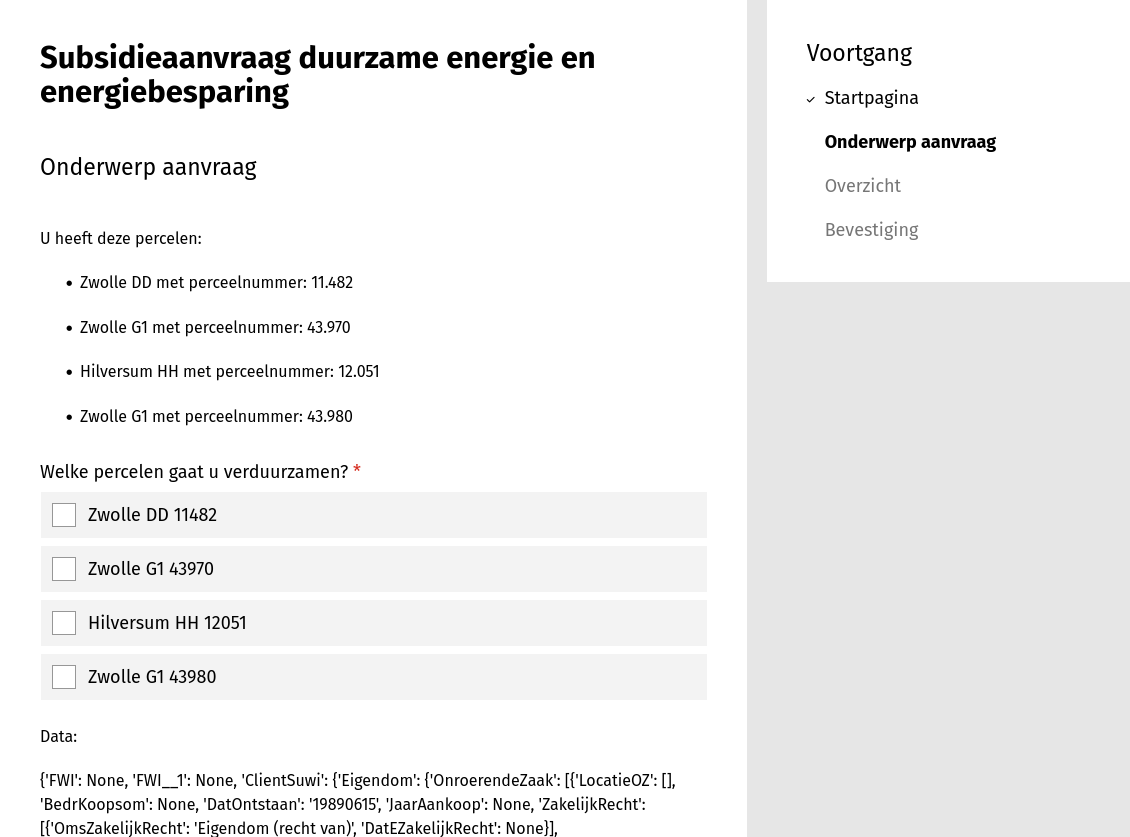 Subsidieaanvraag duurzame energie en
energiebesparing
Onderwerp aanvraag
U heeft deze percelen:
• Zwolle DD met perceelnummer: 11.482
• Zwolle G1 met perceelnummer: 43.970
• Hilversum HH met perceelnummer: 12.051
• Zwolle G1 met perceelnummer: 43.980
Welke percelen gaat u verduurzamen? *
Zwolle DD 11482
Zwolle G1 43970
Hilversum HH 12051
Zwolle G1 43980
Data:
{'FWI': None, 'FWI__1': None, 'ClientSuwi': {'Eigendom': {'OnroerendeZaak': [{'LocatieOZ': [],
'BedrKoopsom': None, 'DatOntstaan': '19890615', 'JaarAankoop': None, 'ZakelijkRecht':
[{'OmsZakelijkRecht': 'Eigendom (recht van)', 'DatEZakelijkRecht': None}],
Voortgang
✓ Startpagina
Onderwerp aanvraag
Overzicht
Bevestiging